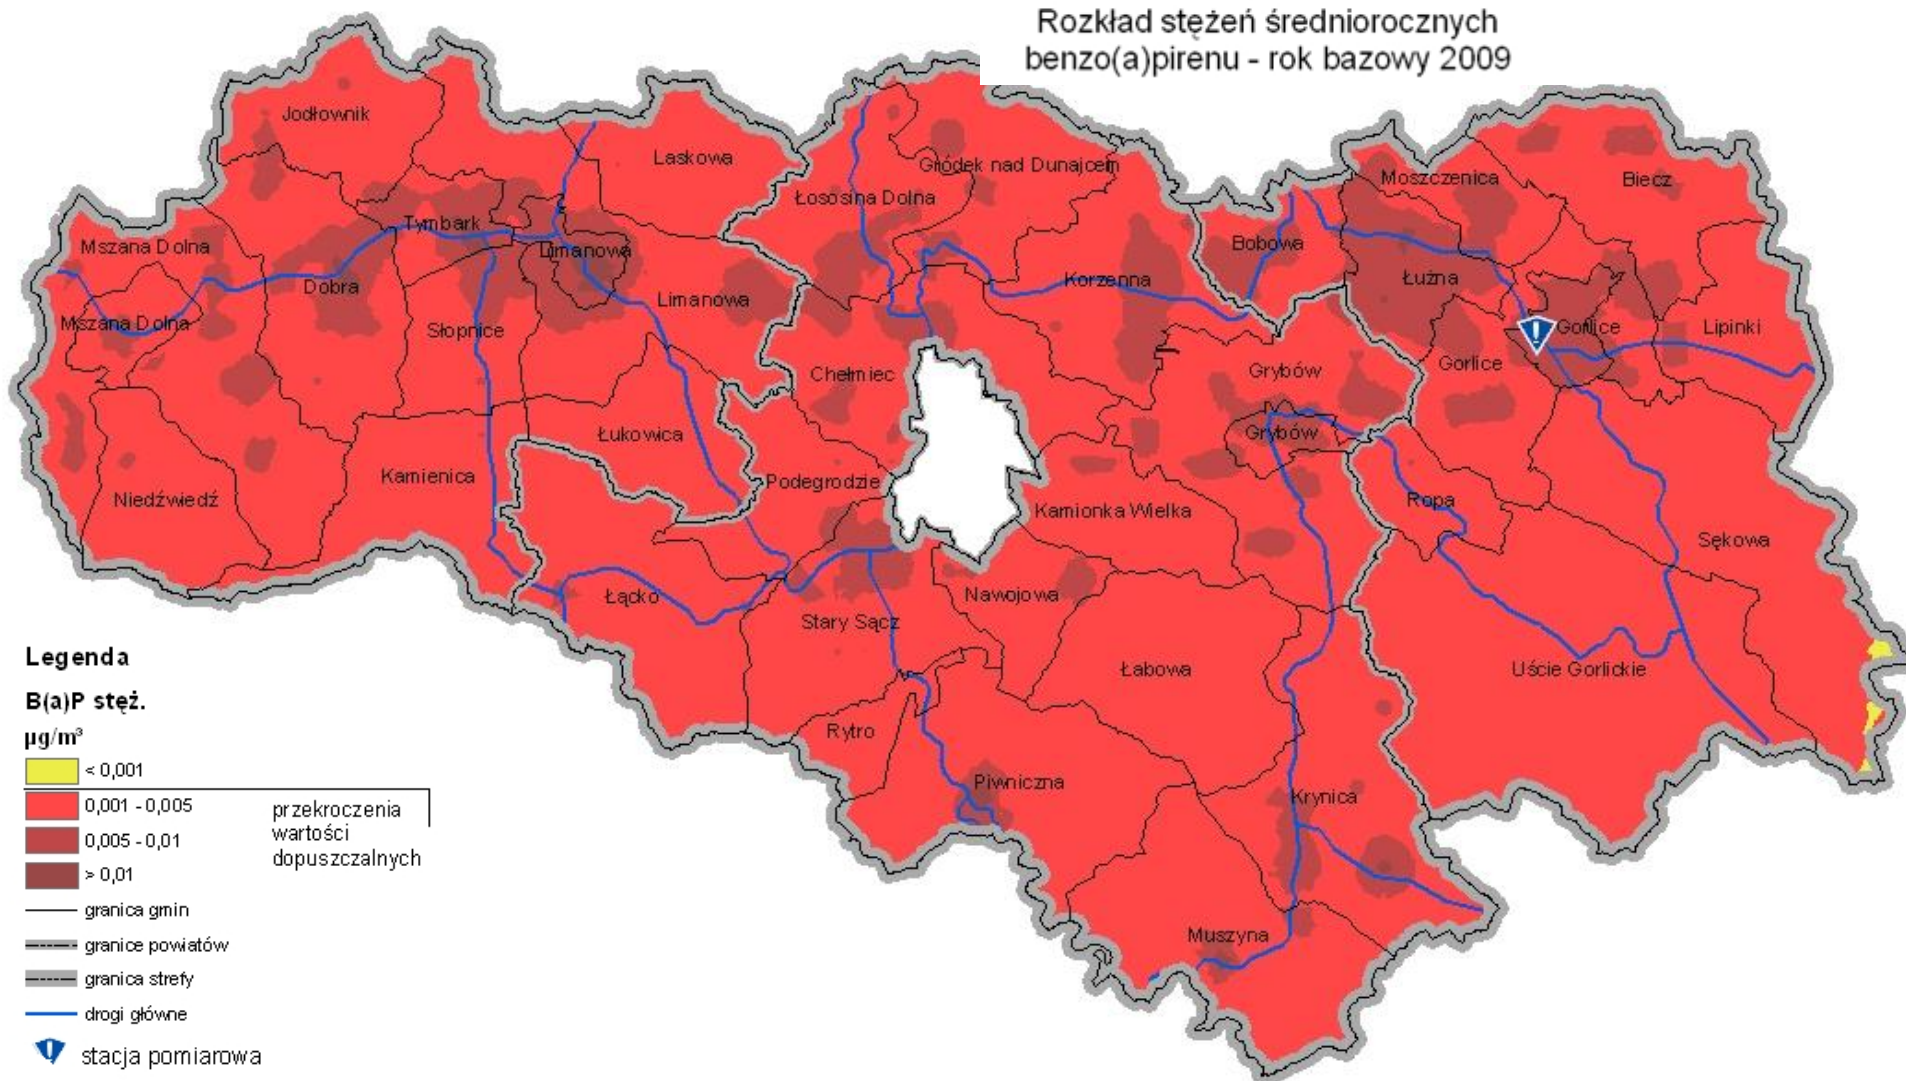 Rozkład stężeń średniorocznych
benzo(a)pirenu - rok bazowy 2009
Jodłownik
Laskowa
Gródek nad Dunajcem
Łososina Dolna
Moszczenica
Biecz
Tymbark
Mszana Dolna
Limanowa
Bobowa
Dobra
Limanowa
Korzenna
Łużna
Mszana Dolna
Słopnice
Gorlice
Lipinki
Chełmiec
Grybów
Gorlice
Łukowica
Grybów
Kamienica
Podegrodzie
Niedźwiedź
Kamionka Wielka
Ropa
Sękowa
Łącko
Nawojowa
Stary Sącz
Łabowa
Uście Gorlickie
Rytro
Piwniczna
Krynica
Muszyna
Legenda
B(a)P stęż.
µg/m³
< 0,001
0,001 - 0,005
0,005 - 0,01
> 0,01
przekroczenia
wartości
dopuszczalnych
granica gmin
granice powiatów
granica strefy
drogi główne
stacja pomiarowa